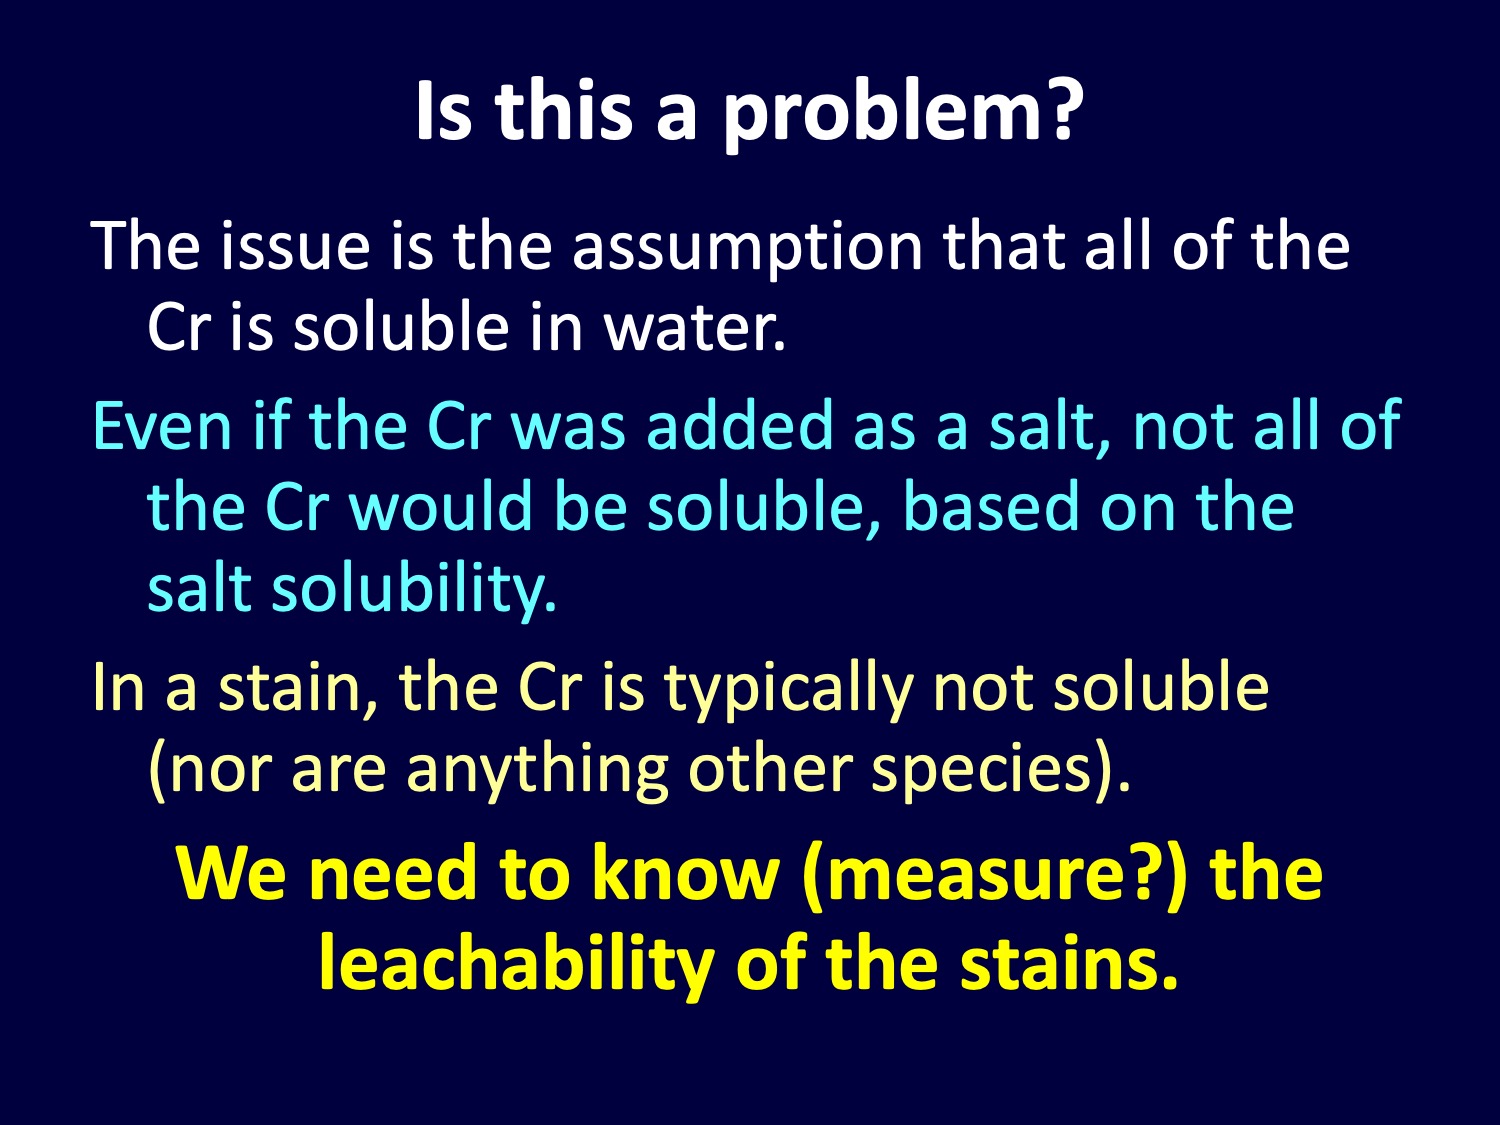 Is this a problem?
The issue is the assumption that all of the
Cr is soluble in water.
Even if the Cr was added as a salt, not all of
the Cr would be soluble, based on the
salt solubility.
In a stain, the Cr is typically not soluble
(nor are anything other species).
We need to know (measure?) the
leachability of the stains.